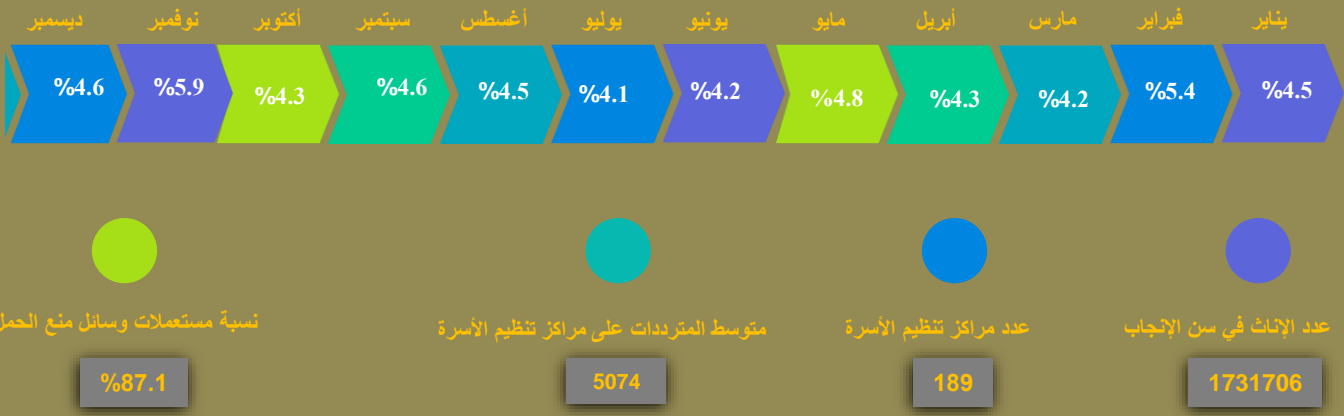 يناير فبراير مارس أبريل مايو يونيو يوليو أغسطس سبتمبر أكتوبر نوفمبر ديسمبر
%4.5 %5.4 %4.2 %4.3 %4.8 %4.2 %4.1 %4.5 %4.6 %4.3 %5.9 %4.6
عدد الإناث في سن الإنجاب عدد مراكز تنظيم الأسرة متوسط المترددات على مراكز تنظيم الأسرة نسبة مستعملات وسائل منع الحمل
1731706 189 5074 %87.1